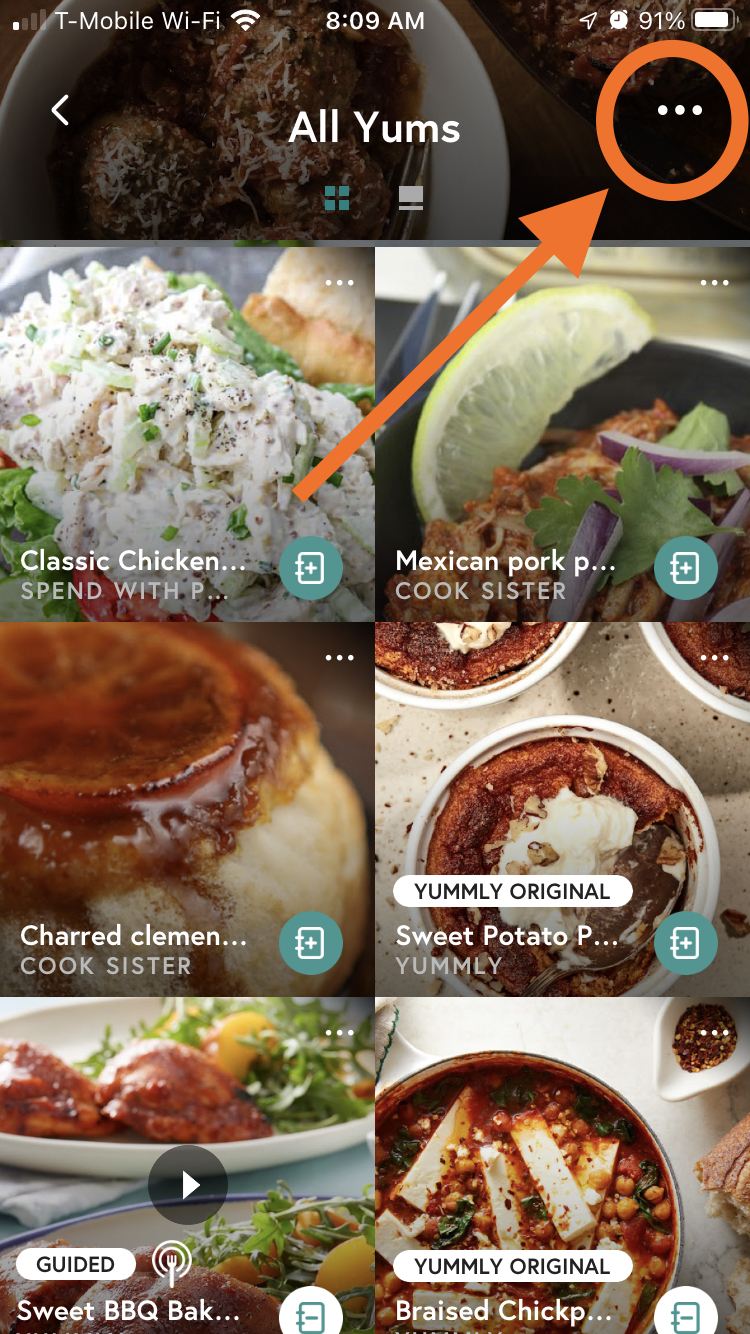 T-Mobile Wi-Fi 8:09 AM 91%
All Yums
Classic Chicken...
SPEND WITH P...
Mexican pork p...
COOK SISTER
Charred clemen...
COOK SISTER
YUMMLY ORIGINAL
Sweet Potato P...
YUMMLY
GUIDED
Sweet BBQ Bak...
YUMMLY ORIGINAL
Braised Chickp...